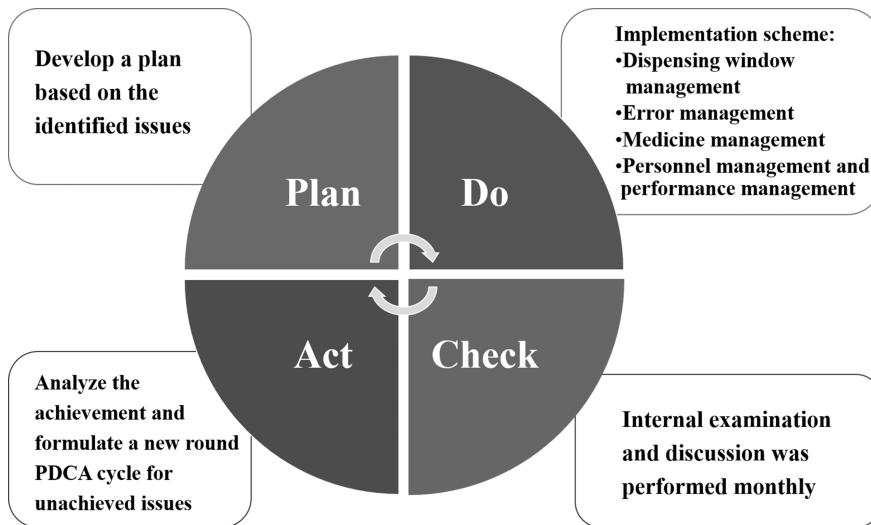 Develop a plan
based on the
identified issues
Implementation scheme:
•Dispensing window
management
•Error management
•Medicine management
•Personnel management and
performance management
Plan
Do
Act
Check
Analyze the
achievement and
formulate a new round
PDCA cycle for
unachieved issues
Internal examination
and discussion was
performed monthly